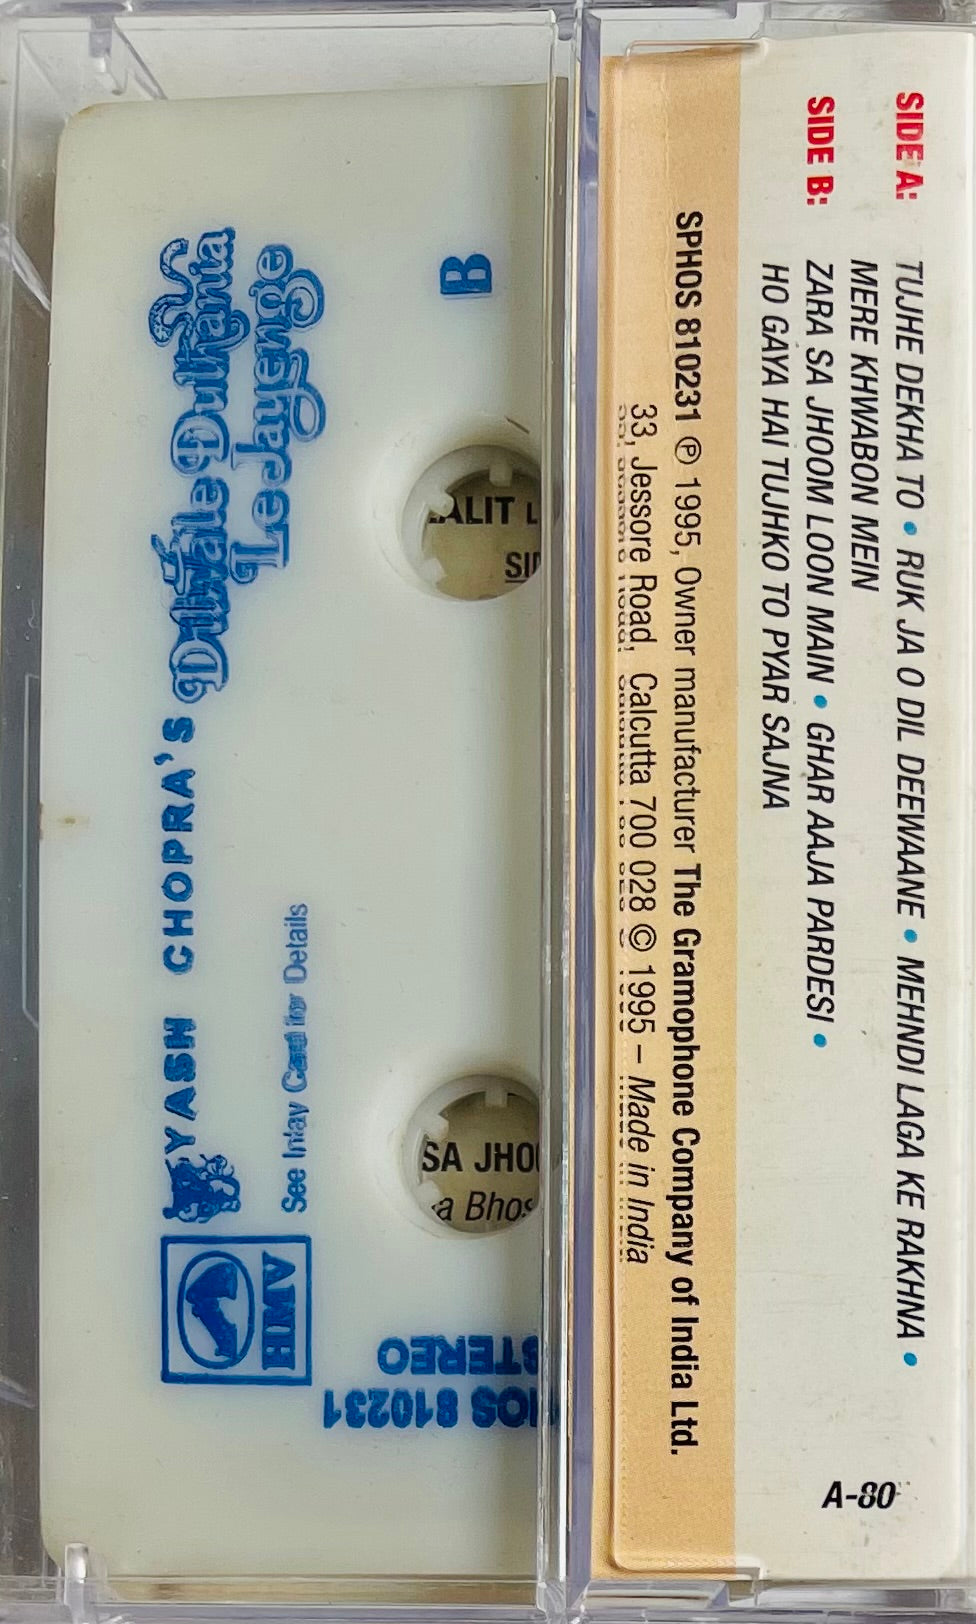 SIDE A: TUJHE DEKHA TO • RUK JA O DIL DEEWAANE • MEHNDI LAGA KE RAKHNA •
MERE KHWABON MEIN
SIDE B: ZARA SA JHOOM LOON MAIN • GHAR AAJA PARDESI •
HO GAYA HAI TUJHKO TO PYAR SAJNA
A-80
SPHOS 810231 ℗ 1995, Owner manufacturer The Gramophone Company of India Ltd.
33, Jessore Road, Calcutta 700 028 © 1995 – Made in India
YASH CHOPRA'S Dilwale Dulhania
Le Jayenge
HMV
See Inlay Card for Details
B
STEREO
HOS 810231
ALIT
SA JHO
a Bhos